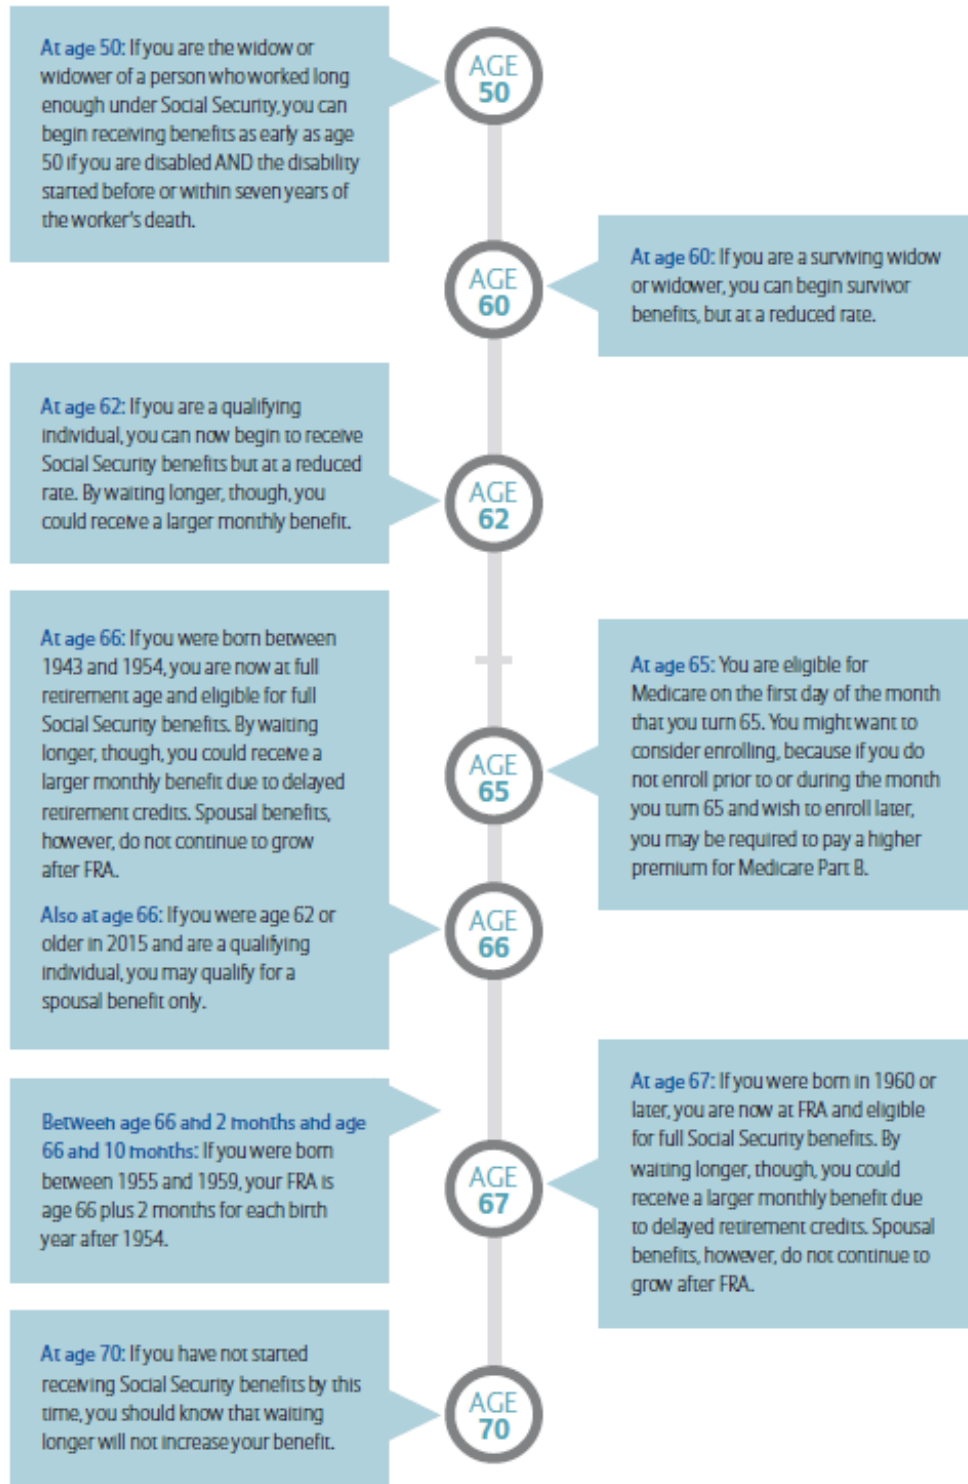 At age 50: If you are the widow or
widower of a person who worked long
enough under Social Security, you can
begin receiving benefits as early as age
50 if you are disabled AND the disability
started before or within seven years of
the worker's death.
AGE
50
AGE
60
At age 60: If you are a surviving widow
or widower, you can begin survivor
benefits, but at a reduced rate.
At age 62: If you are a qualifying
individual, you can now begin to receive
Social Security benefits but at a reduced
rate. By waiting longer, though, you
could receive a larger monthly benefit.
AGE
62
At age 65: You are eligible for
Medicare on the first day of the month
that you turn 65. You might want to
consider enrolling, because if you do
not enroll prior to or during the month
you turn 65 and wish to enroll later,
you may be required to pay a higher
premium for Medicare Part B.
AGE
65
At age 66: If you were born between
1943 and 1954, you are now at full
retirement age and eligible for full
Social Security benefits. By waiting
longer, though, you could receive a
larger monthly benefit due to delayed
retirement credits. Spousal benefits,
however, do not continue to grow
after FRA.
Also at age 66: If you were age 62 or
older in 2015 and are a qualifying
individual, you may qualify for a
spousal benefit only.
AGE
66
Between age 66 and 2 months and age
66 and 10 months: If you were born
between 1955 and 1959, your FRA is
age 66 plus 2 months for each birth
year after 1954.
AGE
67
At age 67: If you were born in 1960 or
later, you are now at FRA and eligible
for full Social Security benefits. By
waiting longer, though, you could
receive a larger monthly benefit due
to delayed retirement credits. Spousal
benefits, however, do not continue to
grow after FRA.
At age 70: If you have not started
receiving Social Security benefits by this
time, you should know that waiting
longer will not increase your benefit.
AGE
70